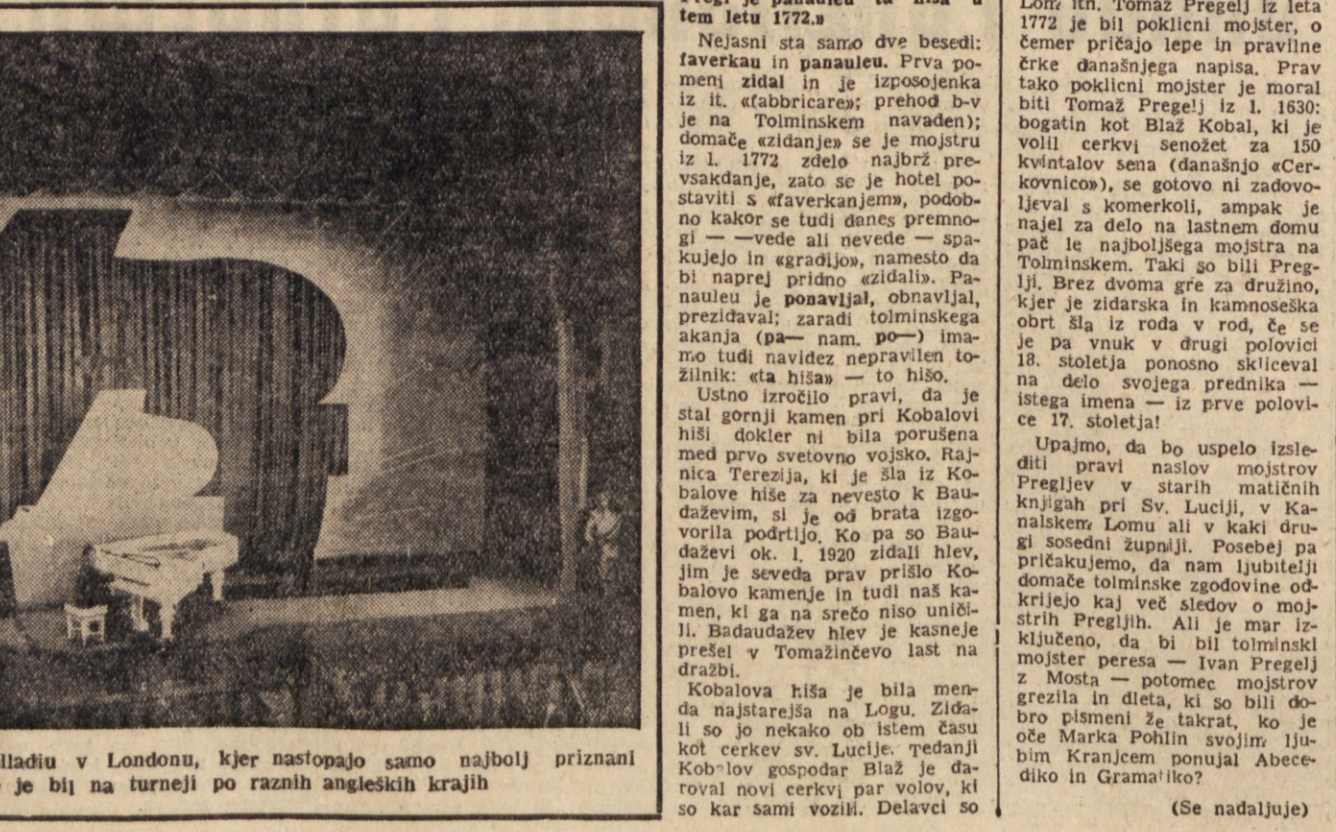 lladiu v Londonu, kjer nastopajo samo najbolj priznani
je bil na turneji po raznih angleških krajih
Pregl je panauleu ta hiša u
tem letu 1772.»
Nejasni sta samo dve besedi:
faverkau in panauleu. Prva po-
meni zidal in je izposojenka
iz it. «fabbricare»; prehod b-v
je na Tolminskem navaden);
domače «zidanje» se je mojstru
iz l. 1772 zdelo najbrž pre-
vsakdanje, zato se je hotel po-
staviti s «faverkanjem», podob-
no kakor se tudi danes premno-
gi — —vede ali nevede — spa-
kujejo in «gradijo», namesto da
bi naprej pridno «zidali». Pa-
nauleu je ponavljal, obnavljal,
prezidaval; zaradi tolminskega
akanja (pa— nam. po—) ima-
mo tudi navidez nepravilen to-
žilnik: «ta hiša» — to hišo.
Ustno izročilo pravi, da je
stal gornji kamen pri Kobalovi
hiši dokler ni bila porušena
med prvo svetovno vojsko. Raj-
nica Terezija, ki je šla iz Ko-
balove hiše za nevesto k Bau-
daževim, si je od brata izgo-
vorila podrtijo. Ko pa so Bau-
daževi ok. l. 1920 zidali hlev,
jim je seveda prav prišlo Ko-
balovo kamenje in tudi naš ka-
men, ki ga na srečo niso uniči-
li. Badaudažev hlev je kasneje
prešel v Tomažinčevo last na
dražbi.
Kobalova hiša je bila men-
da najstarejša na Logu. Zida-
li so jo nekako ob istem času
kot cerkev sv. Lucije. Tedanji
Kobalov gospodar Blaž je da-
roval novi cerkvi par volov, ki
so kar sami vozili. Delavci so
Lom itn. Tomaž Pregelj iz leta
1772 je bil poklicni mojster, o
čemer pričajo lepe in pravilne
črke današnjega napisa. Prav
tako poklicni mojster je moral
biti Tomaž Pregelj iz l. 1630:
bogatin kot Blaž Kobal, ki je
volil cerkvi senožet za 150
kvintalov sena (današnjo «Cer-
kovnico»), se gotovo ni zadovo-
ljeval s komerkoli, ampak je
najel za delo na lastnem domu
pač le najboljšega mojstra na
Tolminskem. Taki so bili Preg-
lji. Brez dvoma gre za družino,
kjer je zidarska in kamnoseška
obrt šla iz roda v rod, če se
je pa vnuk v drugi polovici
18. stoletja ponosno skliceval
na delo svojega prednika —
istega imena — iz prve polovi-
ce 17. stoletja!
Upajmo, da bo uspelo izsle-
diti pravi naslov mojstrov
Pregljev v starih matičnih
knjigah pri Sv. Luciji, v Ka-
nalskem Lomu ali v kaki dru-
gi sosedni župniji. Posebej pa
pričakujemo, da nam ljubitelji
domače tolminske zgodovine od-
krijejo kaj več sledov o moj-
strih Pregljih. Ali je mar iz-
ključeno, da bi bil tolminski
mojster peresa — Ivan Pregelj
z Mosta — potomec mojstrov
grezila in dleta, ki so bili do-
bro pismeni že takrat, ko je
oče Marka Pohlin svojim lju-
bim Kranjcem ponujal Abece-
diko in Gramatiko?
(Se nadaljuje)